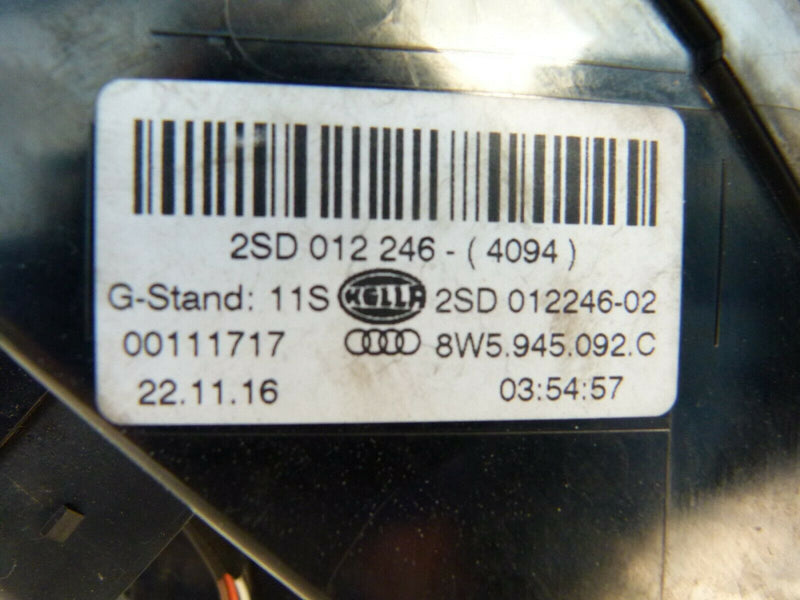 2SD 012 246 - ( 4094 )
G-Stand: 11S HELLA 2SD 012246-02
00111717 8W5.945.092.C
22.11.16 03:54:57